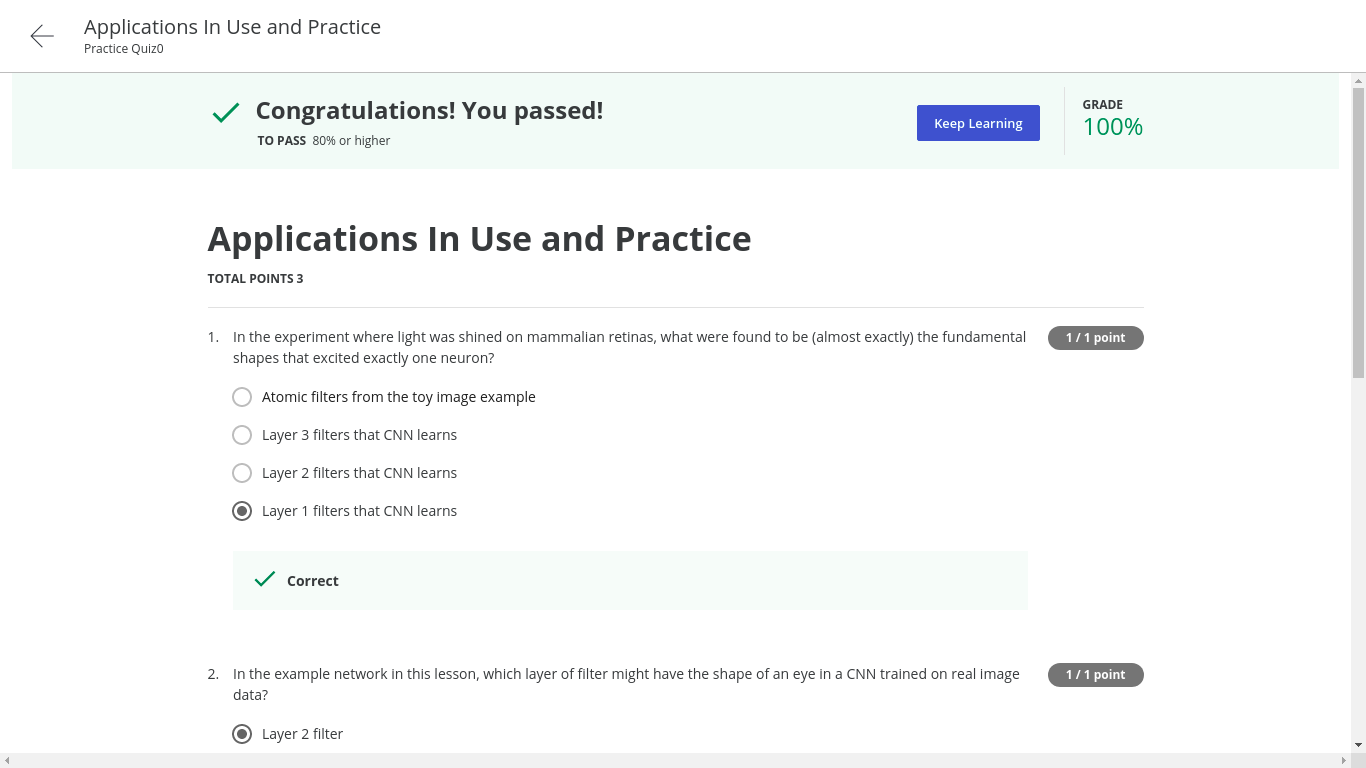 Applications In Use and Practice
Practice Quiz0
Congratulations! You passed!
TO PASS 80% or higher
Keep Learning
GRADE
100%
Applications In Use and Practice
TOTAL POINTS 3
1. In the experiment where light was shined on mammalian retinas, what were found to be (almost exactly) the fundamental
shapes that excited exactly one neuron?
1 / 1 point
Atomic filters from the toy image example
Layer 3 filters that CNN learns
Layer 2 filters that CNN learns
Layer 1 filters that CNN learns
Correct
2. In the example network in this lesson, which layer of filter might have the shape of an eye in a CNN trained on real image
data?
1 / 1 point
Layer 2 filter